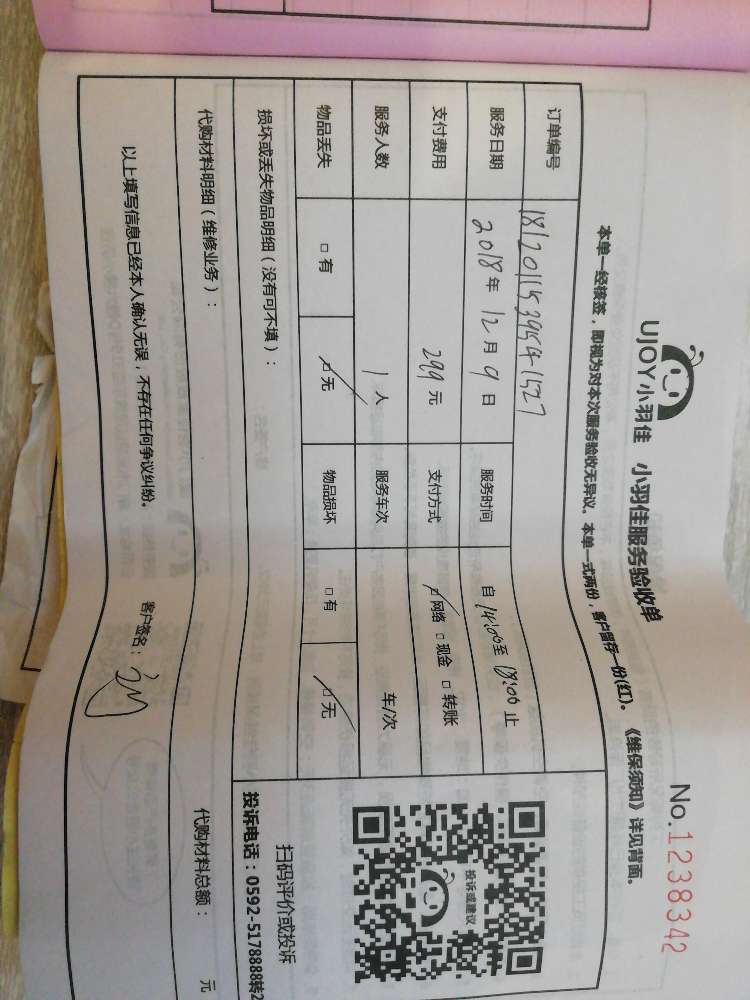 UJOY小羽佳 小羽佳服务验收单
No.1238342
本单一经核签，即视为对本次服务验收无异议。本单一式两份，客户留存一份(红)。《维保须知》详见背面。
订单编号
服务日期 2018年12月9日 服务时间 自14:00至18:00止
支付费用 299元 支付方式 □网络 □现金 □转账
服务人数 1人 服务车次 车/次
物品丢失 □有 □无 物品损坏 □有 □无
损坏或丢失物品明细（没有可不填）：
投诉或建议
扫码评价或投诉
投诉电话：0592-5178888转2
代购材料明细（维修业务）： 代购材料总额： 元
以上填写信息已经本人确认无误，不存在任何争议纠纷。 客户签名：